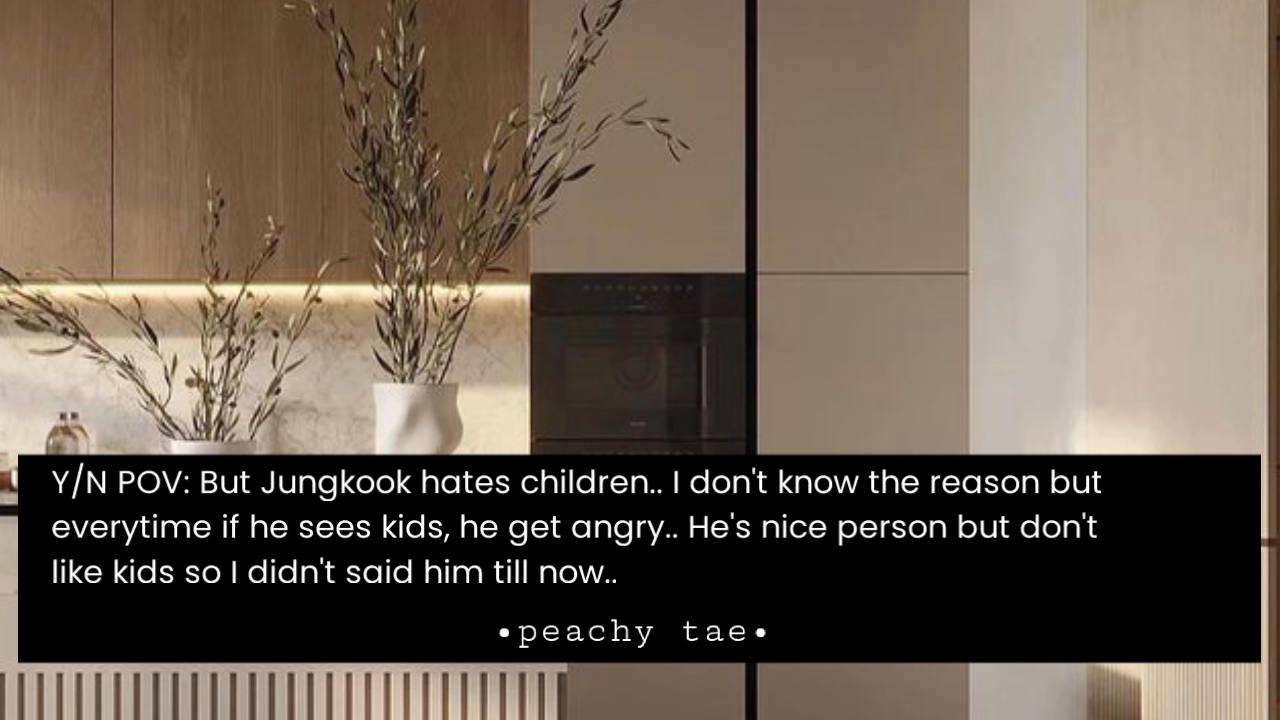 Y/N POV: But Jungkook hates children.. I don't know the reason but
everytime if he sees kids, he get angry.. He's nice person but don't
like kids so I didn't said him till now..
•peachy tae•